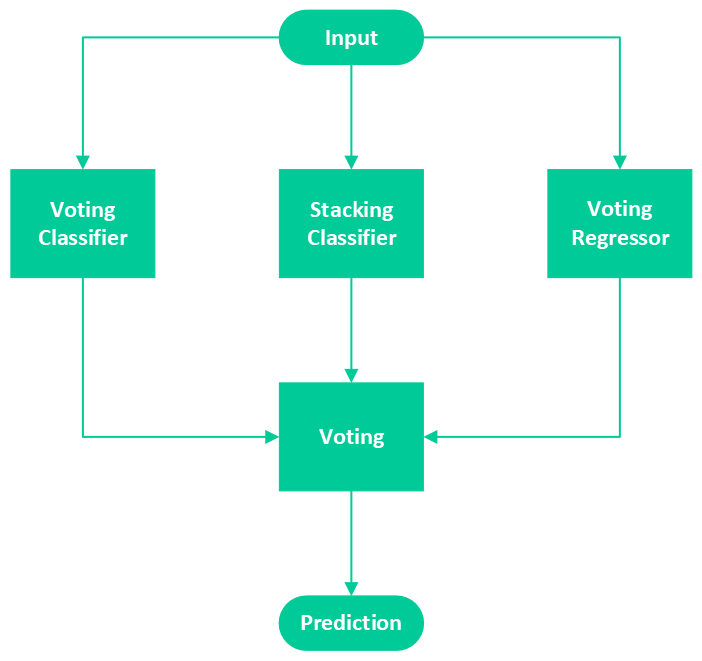 Input
Voting
Classifier
Stacking
Classifier
Voting
Regressor
Voting
Prediction